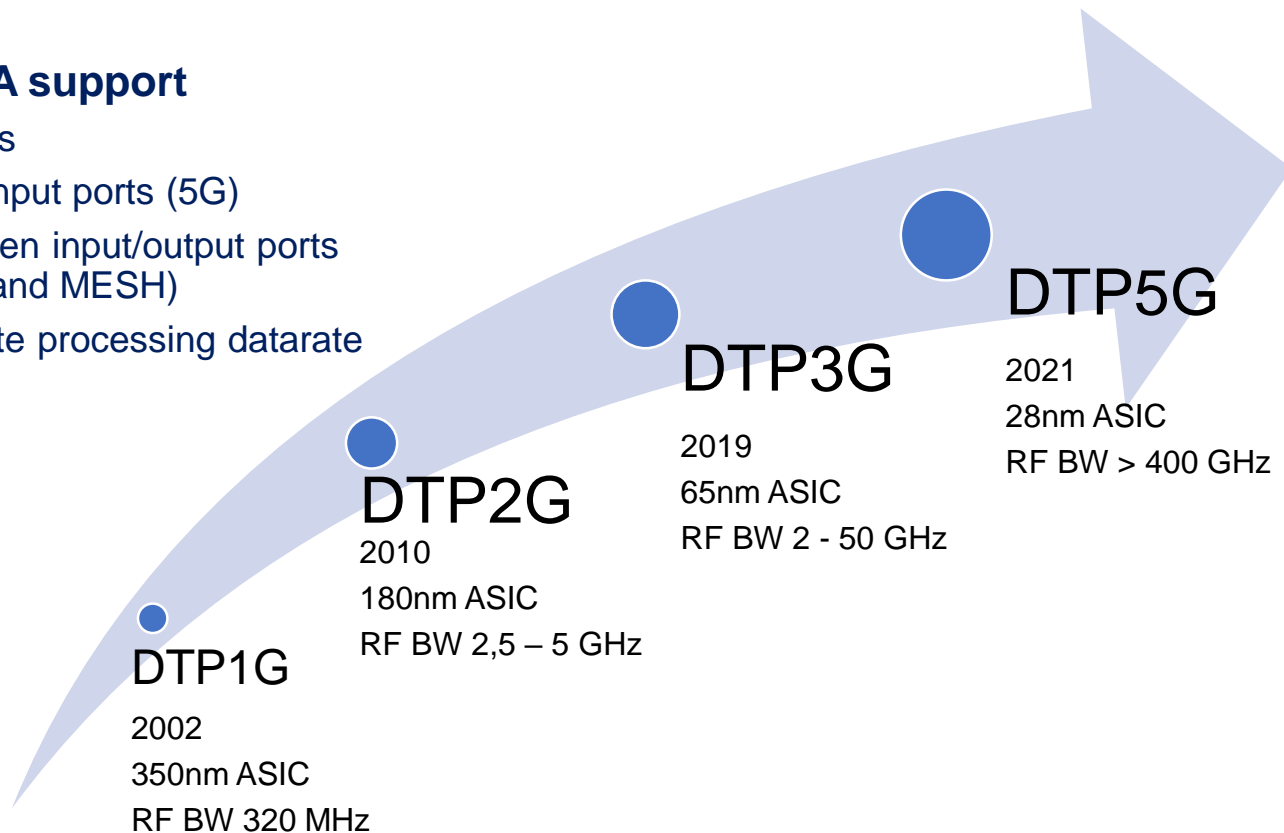 A support
s
nput ports (5G)
en input/output ports
and MESH)
te processing datarate
DTP5G
2021
28nm ASIC
RF BW > 400 GHz
DTP3G
2019
65nm ASIC
RF BW 2 - 50 GHz
DTP2G
2010
180nm ASIC
RF BW 2,5 – 5 GHz
DTP1G
2002
350nm ASIC
RF BW 320 MHz